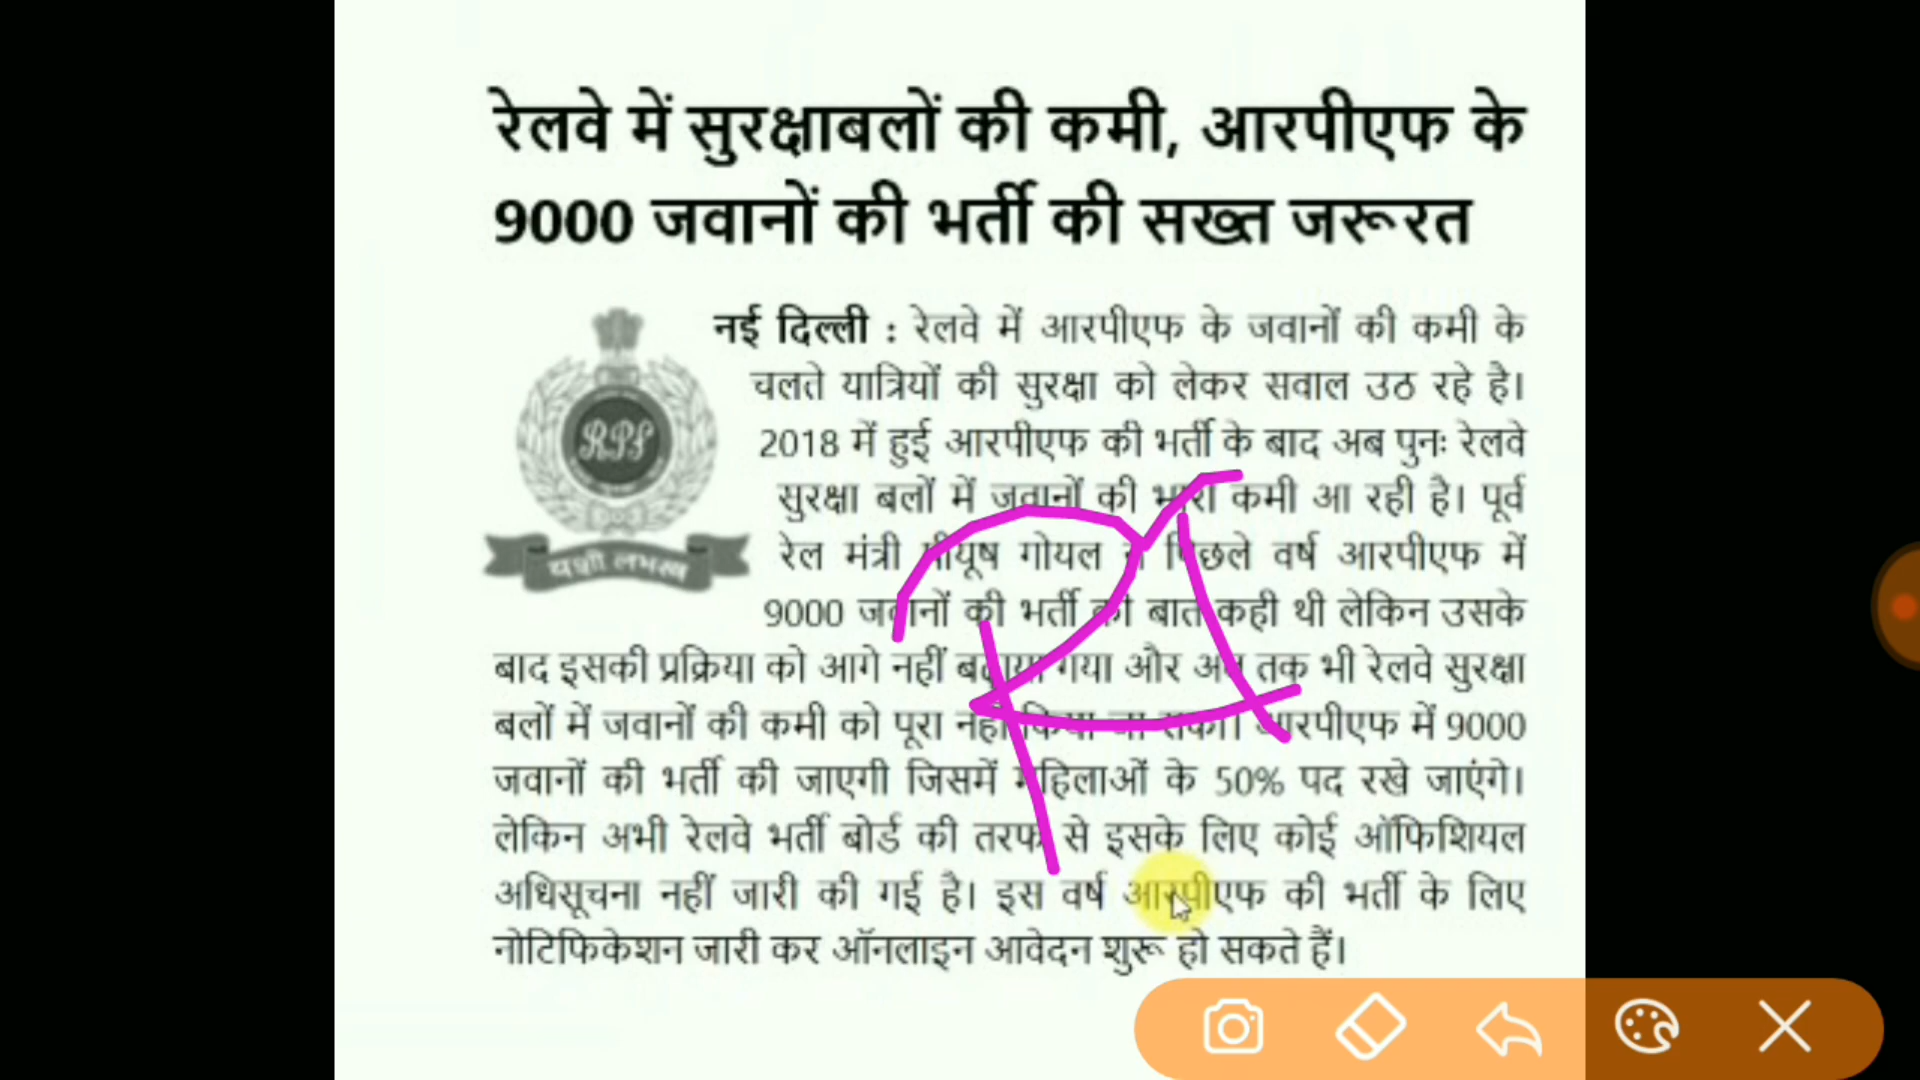 रेलवे में सुरक्षाबलों की कमी, आरपीएफ के
9000 जवानों की भर्ती की सख्त जरूरत
RPF
यशो लभस्व
नई दिल्ली : रेलवे में आरपीएफ के जवानों की कमी के
चलते यात्रियों की सुरक्षा को लेकर सवाल उठ रहे है।
2018 में हुई आरपीएफ की भर्ती के बाद अब पुनः रेलवे
सुरक्षा बलों में जवानों की भारी कमी आ रही है। पूर्व
रेल मंत्री पीयूष गोयल ने पिछले वर्ष आरपीएफ में
9000 जवानों की भर्ती की बात कही थी लेकिन उसके
बाद इसकी प्रक्रिया को आगे नहीं बढ़ाया गया और अब तक भी रेलवे सुरक्षा
बलों में जवानों की कमी को पूरा नहीं किया जा सका। आरपीएफ में 9000
जवानों की भर्ती की जाएगी जिसमें महिलाओं के 50% पद रखे जाएंगे।
लेकिन अभी रेलवे भर्ती बोर्ड की तरफ से इसके लिए कोई ऑफिशियल
अधिसूचना नहीं जारी की गई है। इस वर्ष आरपीएफ की भर्ती के लिए
नोटिफिकेशन जारी कर ऑनलाइन आवेदन शुरू हो सकते हैं।